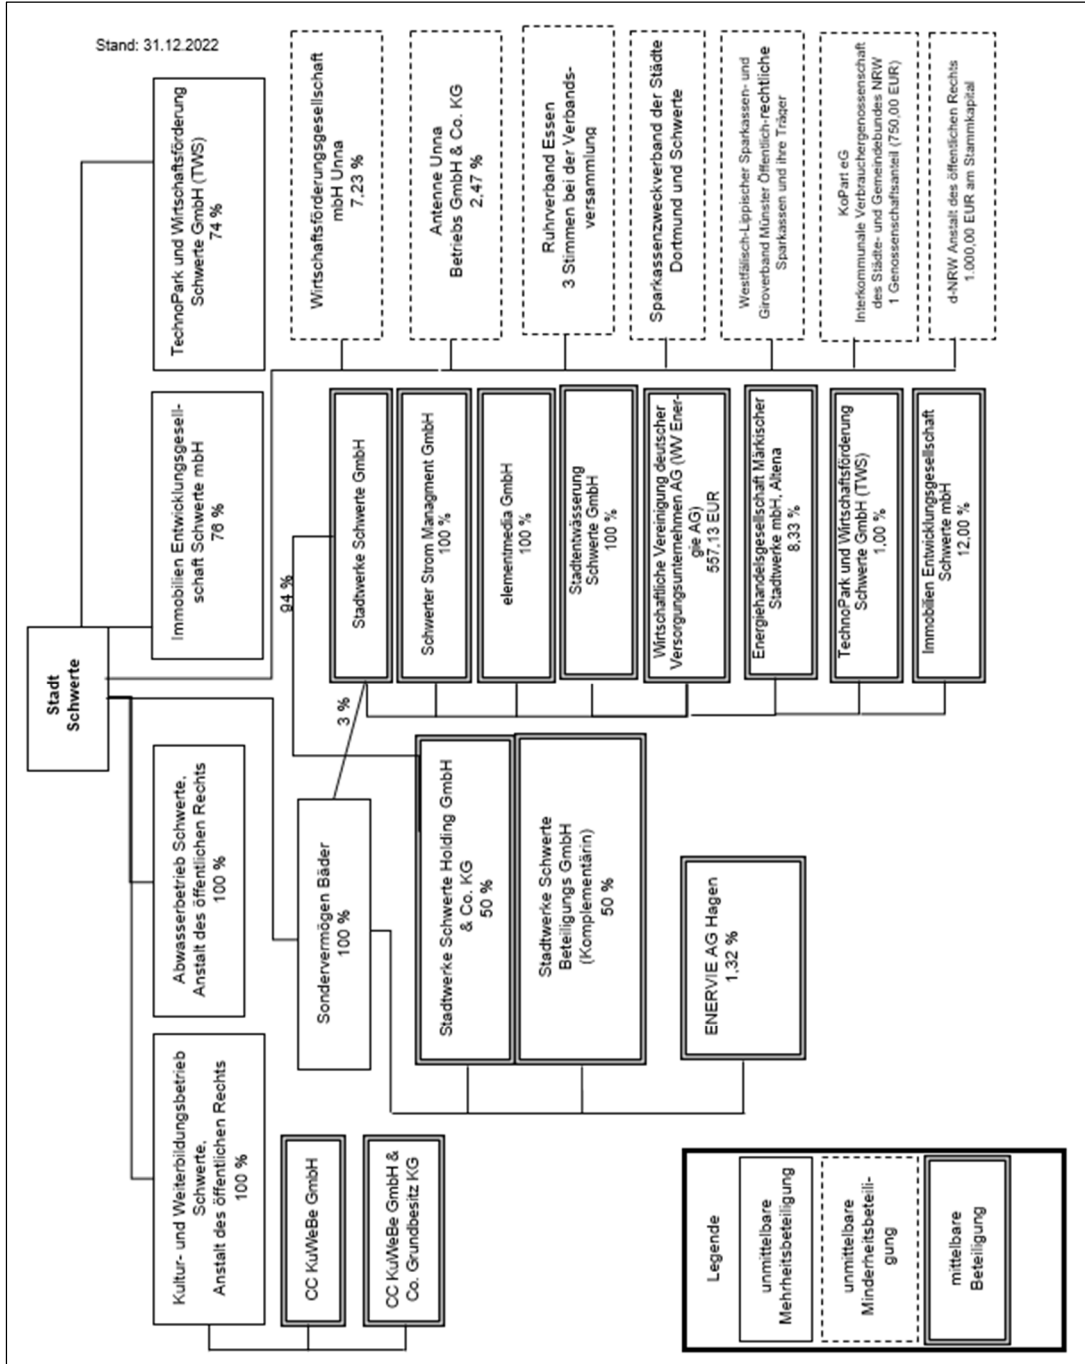 Stand: 31.12.2022
Stadt
Schwerte
Kultur- und Weiterbildungsbetrieb
Schwerte,
Anstalt des öffentlichen Rechts
100 %
Abwasserbetrieb Schwerte,
Anstalt des öffentlichen Rechts
100 %
Immobilien Entwicklungsgesell-
schaft Schwerte mbH
76 %
TechnoPark und Wirtschaftsförderung
Schwerte GmbH (TWS)
74 %
CC KuWeBe GmbH
CC KuWeBe GmbH &
Co. Grundbesitz KG
Sondervermögen Bäder
100 %
3 %
94 %
Stadtwerke Schwerte Holding GmbH
& Co. KG
50 %
Stadtwerke Schwerte
Beteiligungs GmbH
(Komplementärin)
50 %
ENERVIE AG Hagen
1,32 %
Stadtwerke Schwerte GmbH
Schwerter Strom Managment GmbH
100 %
elementmedia GmbH
100 %
Stadtentwässerung
Schwerte GmbH
100 %
Wirtschaftliche Vereinigung deutscher
Versorgungsunternehmen AG (WV Ener-
gie AG)
557,13 EUR
Energiehandelsgesellschaft Märkischer
Stadtwerke mbH, Altena
8,33 %
TechnoPark und Wirtschaftsförderung
Schwerte GmbH (TWS)
1,00 %
Immobilien Entwicklungsgesellschaft
Schwerte mbH
12,00 %
Wirtschaftsförderungsgesellschaft
mbH Unna
7,23 %
Antenne Unna
Betriebs GmbH & Co. KG
2,47 %
Ruhrverband Essen
3 Stimmen bei der Verbands-
versammlung
Sparkassenzweckverband der Städte
Dortmund und Schwerte
Westfälisch-Lippischer Sparkassen- und
Giroverband Münster Öffentlich-rechtliche
Sparkassen und ihre Träger
KoPart eG
Interkommunale Verbrauchergenossenschaft
des Städte- und Gemeindebundes NRW
1 Genossenschaftsanteil (750,00 EUR)
d-NRW Anstalt des öffentlichen Rechts
1.000,00 EUR am Stammkapital
Legende
unmittelbare
Mehrheitsbeteiligung
unmittelbare
Minderheitsbeteili-
gung
mittelbare
Beteiligung